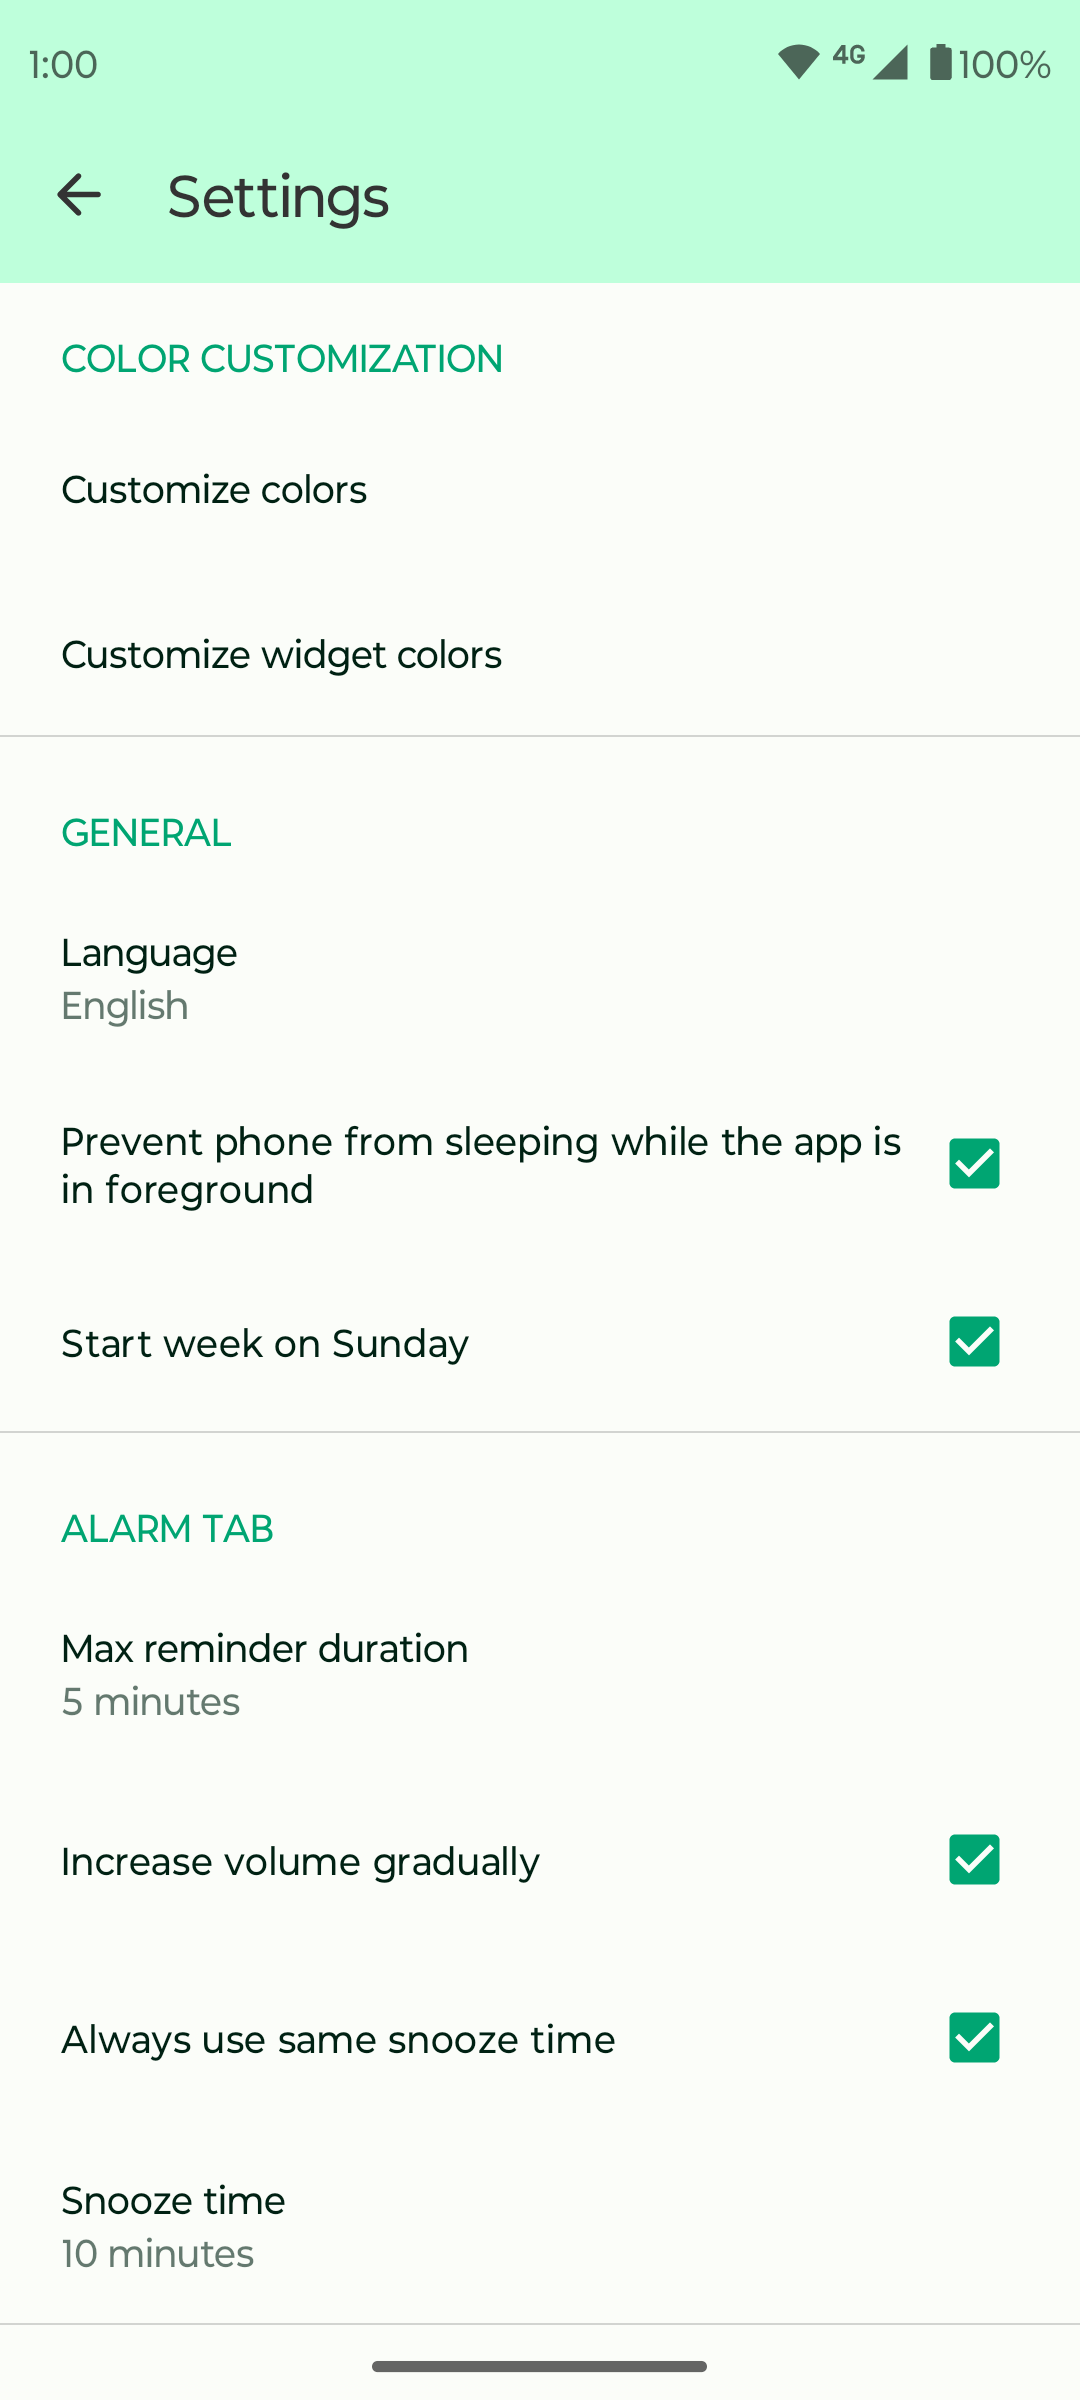 1:00
4G
100%
Settings
COLOR CUSTOMIZATION
Customize colors
Customize widget colors
GENERAL
Language
English
Prevent phone from sleeping while the app is
in foreground
Start week on Sunday
ALARM TAB
Max reminder duration
5 minutes
Increase volume gradually
Always use same snooze time
Snooze time
10 minutes